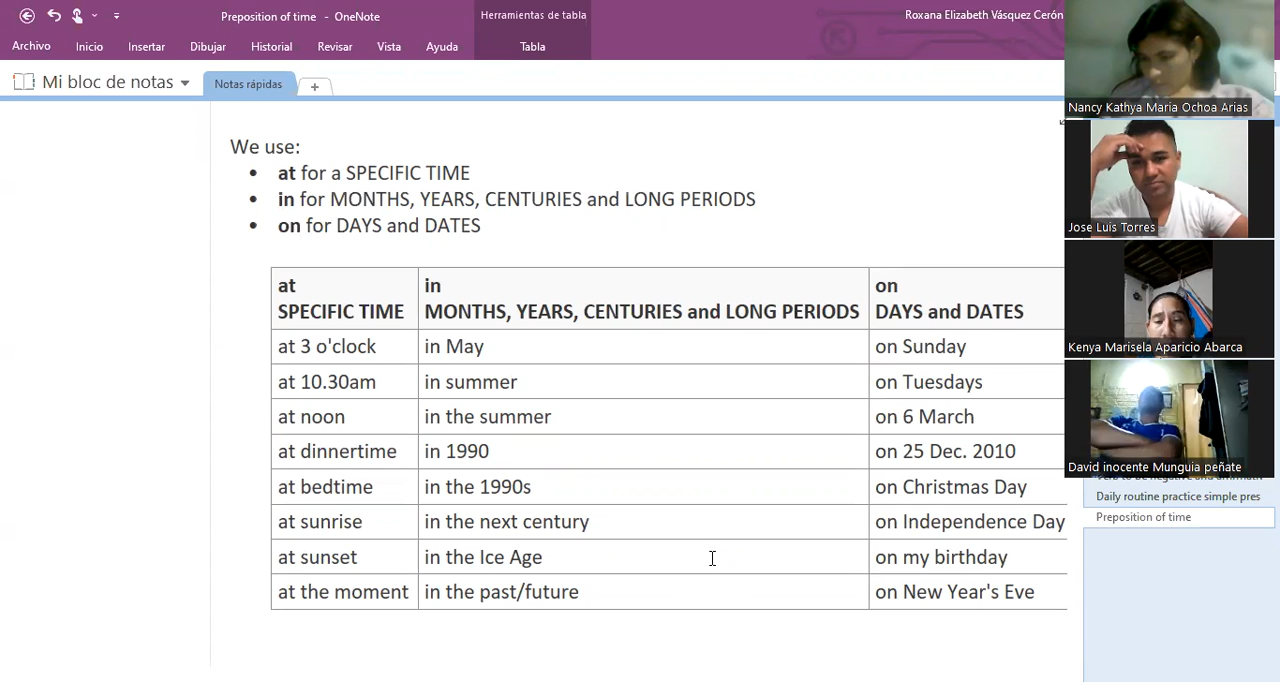 Preposition of time - OneNote
Herramientas de tabla
Roxana Elizabeth Vásquez Cerón
Archivo
Inicio
Insertar
Dibujar
Historial
Revisar
Vista
Ayuda
Tabla
Mi bloc de notas
Notas rápidas
+
We use:
• at for a SPECIFIC TIME
• in for MONTHS, YEARS, CENTURIES and LONG PERIODS
• on for DAYS and DATES
at in on
SPECIFIC TIME MONTHS, YEARS, CENTURIES and LONG PERIODS DAYS and DATES
at 3 o'clock in May on Sunday
at 10.30am in summer on Tuesdays
at noon in the summer on 6 March
at dinnertime in 1990 on 25 Dec. 2010
at bedtime in the 1990s on Christmas Day
at sunrise in the next century on Independence Day
at sunset in the Ice Age on my birthday
at the moment in the past/future on New Year's Eve
Nancy Kathya Maria Ochoa Arias
Jose Luis Torres
Kenya Marisela Aparicio Abarca
David inocente Munguia peñate
Daily routine practice simple pres
Preposition of time